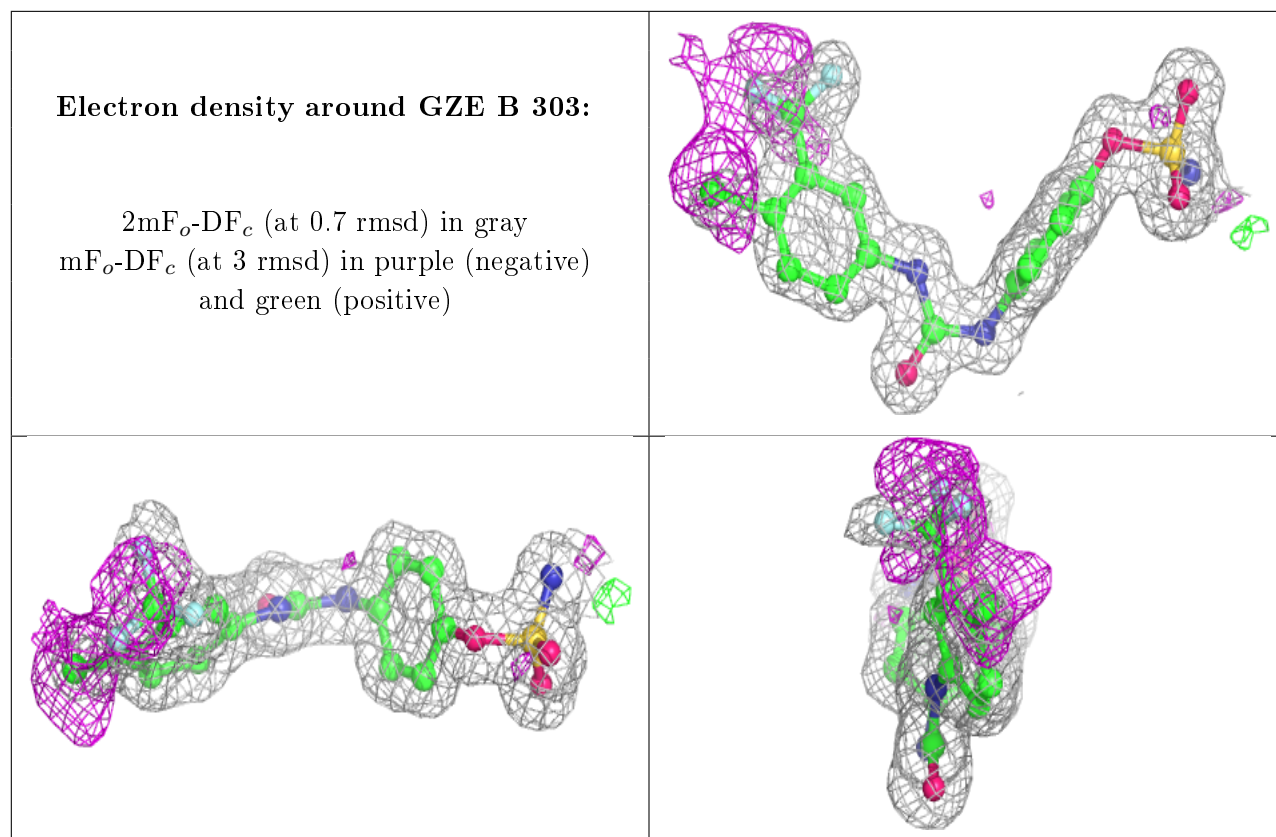 Electron density around GZE B 303:
2mFo-DFc (at 0.7 rmsd) in gray
mFo-DFc (at 3 rmsd) in purple (negative)
and green (positive)